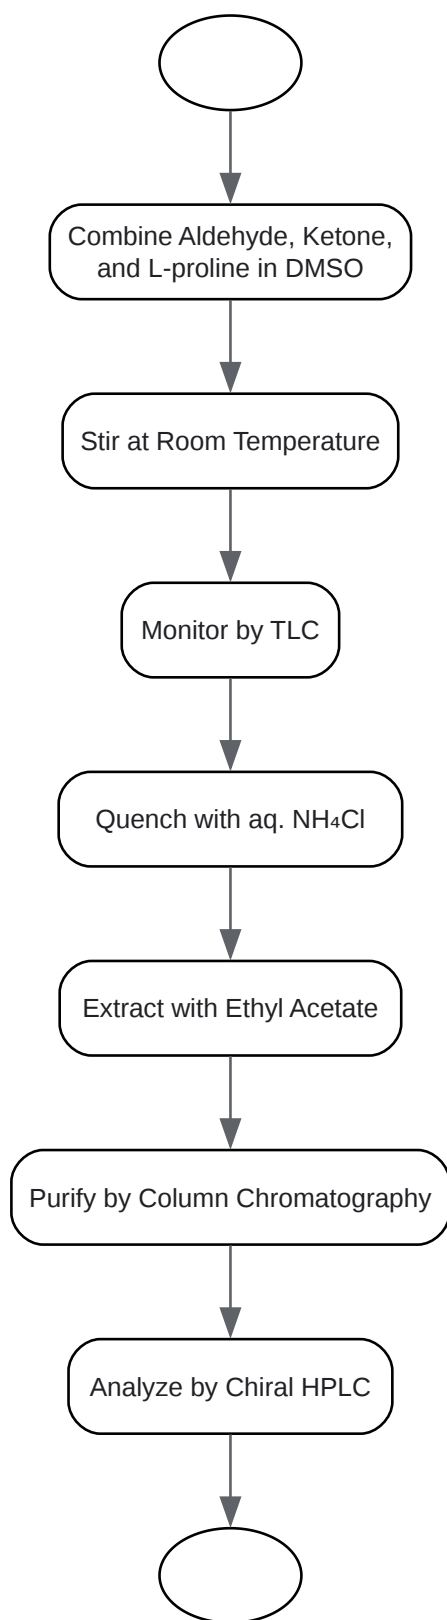 Combine Aldehyde, Ketone,
and L-proline in DMSO
Stir at Room Temperature
Monitor by TLC
Quench with aq. NH₄Cl
Extract with Ethyl Acetate
Purify by Column Chromatography
Analyze by Chiral HPLC